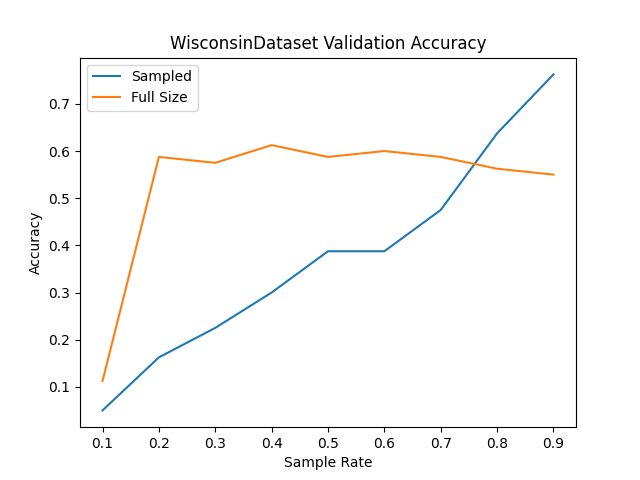 WisconsinDataset Validation Accuracy
Sampled
Full Size
Accuracy
0.7
0.6
0.5
0.4
0.3
0.2
0.1
0.1 0.2 0.3 0.4 0.5 0.6 0.7 0.8 0.9
Sample Rate